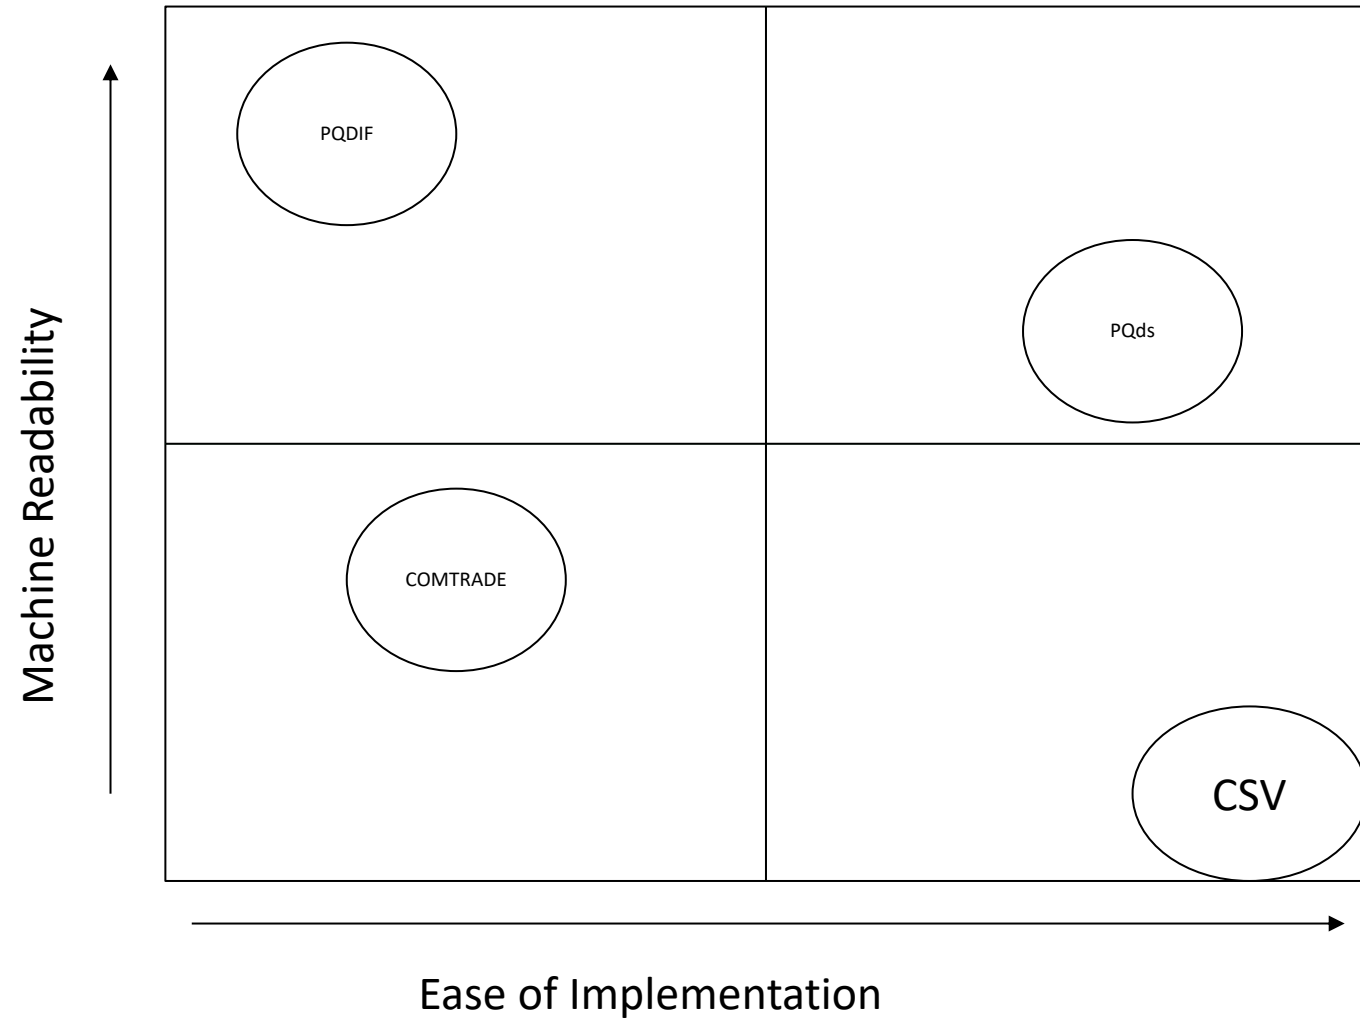 PQDIF
PQds
Machine Readability
COMTRADE
CSV
Ease of Implementation